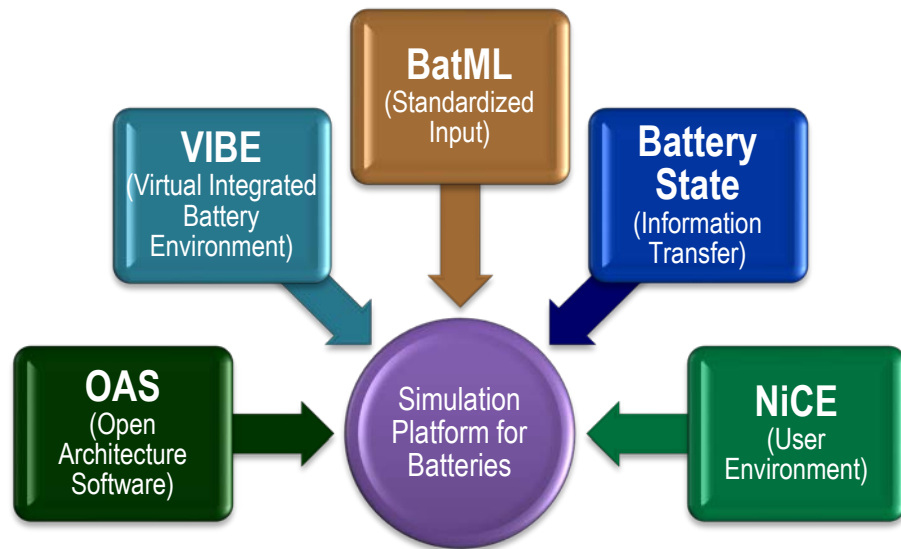 BatML
(Standardized
Input)
VIBE
(Virtual Integrated
Battery
Environment)
Battery
State
(Information
Transfer)
OAS
(Open
Architecture
Software)
Simulation
Platform for
Batteries
NiCE
(User
Environment)